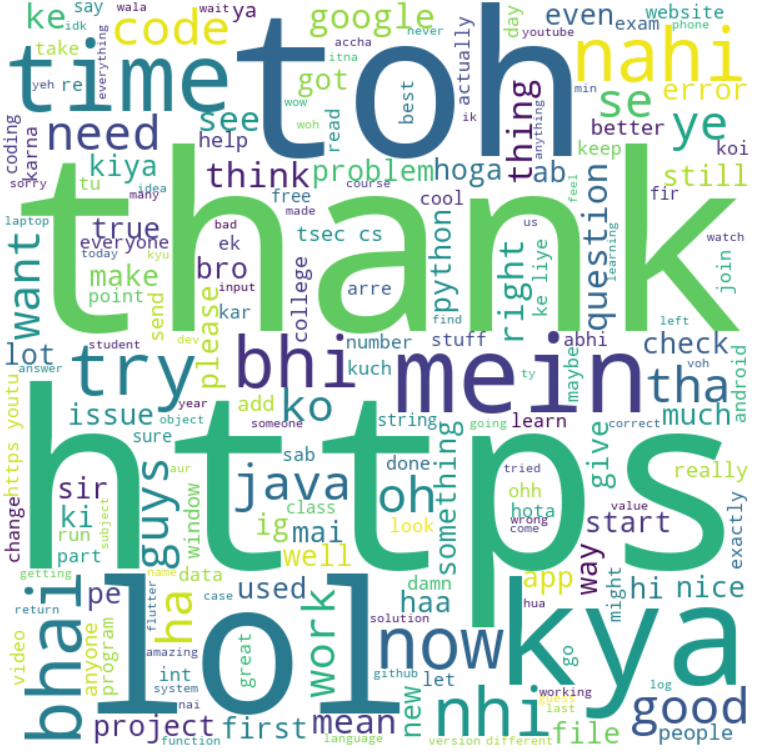 say wala wait ya google never day youtube website
ke idk code accha itna even exam phone
take everything time toh wow actually nahi
yeh re got best woh ik min error
coding need see read thing anything se ye
karna help better koi
kiya think problem hoga ab keep still
sorry tu idea many free course made cool feel fir
laptop true bad thank us watch
everyone ek tsec cs python right question
today kyu bro input college arre ke liye learning join
want make point send kar find left
lot student dev please bhi number stuff abhi check
answer try mein kuch ty maybe tha android
issue year add ko string going correct much
https youtu sure object someone learn
change aur sab done something tried give really
sir guys java oh ohh hota value
ki window class look wrong start exactly
run part subject ig mai come way
getting data well https
bhai pe name case used damn app might hi nice
return flutter haa hua
video anyone program ha lol work solution now kya go
amazing great github let
int system working guess good
nai new nhi last log people
project first mean file
function language version different